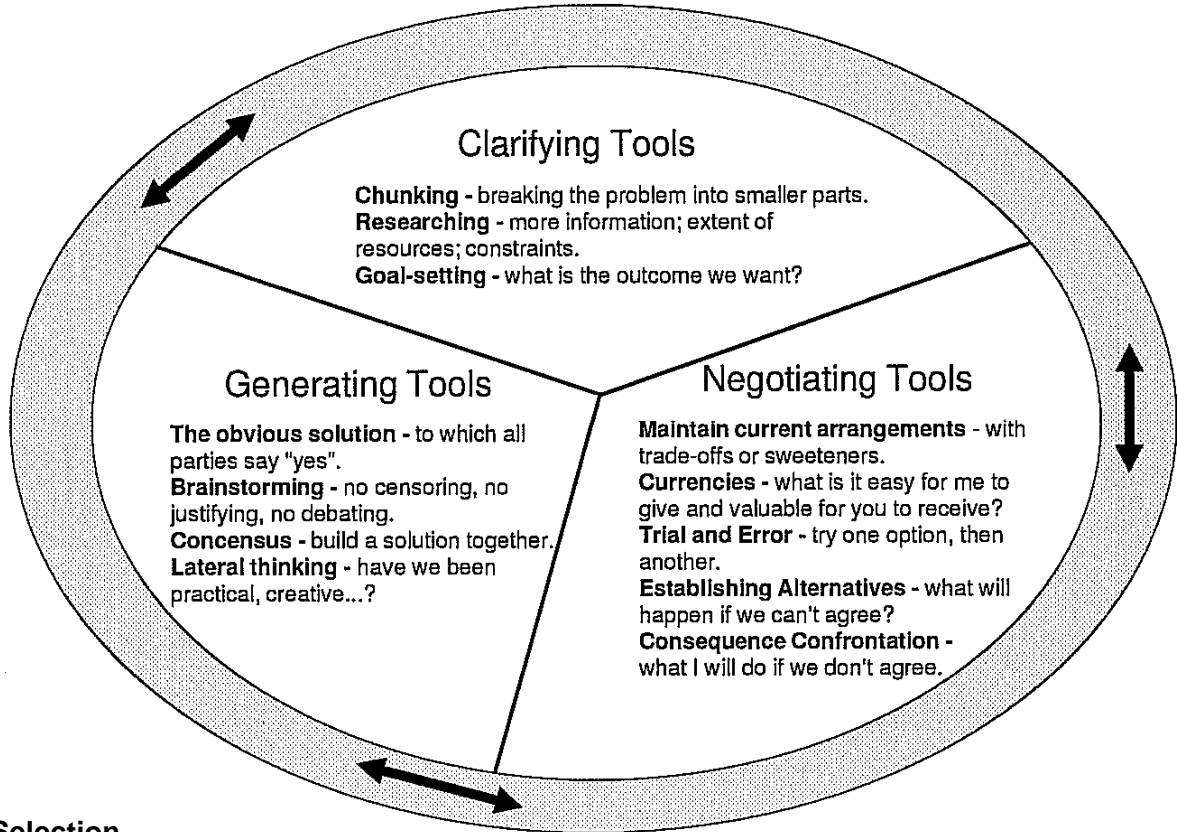 Clarifying Tools
Chunking - breaking the problem into smaller parts.
Researching - more information; extent of
resources; constraints.
Goal-setting - what is the outcome we want?
Generating Tools
The obvious solution - to which all
parties say "yes".
Brainstorming - no censoring, no
justifying, no debating.
Concensus - build a solution together.
Lateral thinking - have we been
practical, creative...?
Negotiating Tools
Maintain current arrangements - with
trade-offs or sweeteners.
Currencies - what is it easy for me to
give and valuable for you to receive?
Trial and Error - try one option, then
another.
Establishing Alternatives - what will
happen if we can't agree?
Consequence Confrontation -
what I will do if we don't agree.
Selection